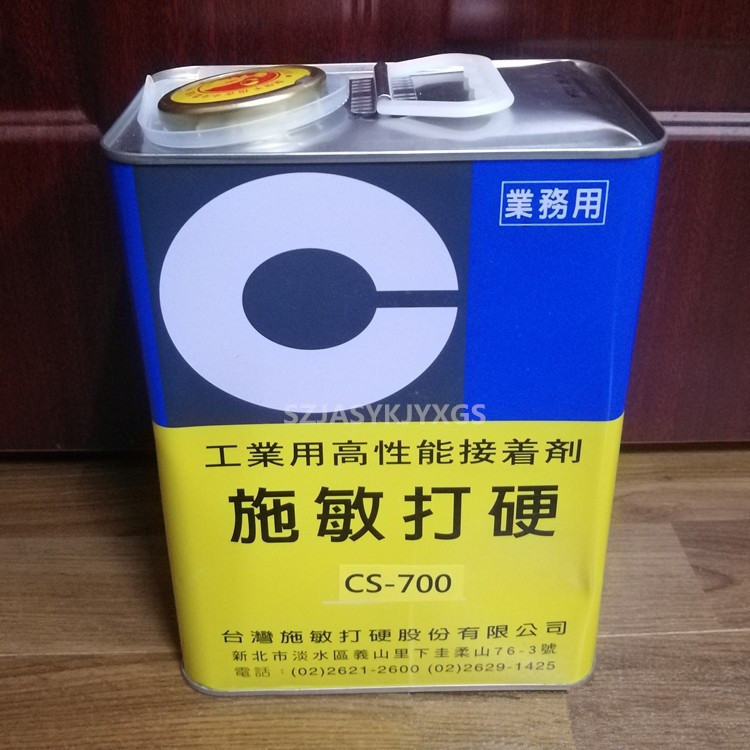 業務用
SZJASYKJYXGS
工業用高性能接着剤
施敏打硬
CS-700
台灣施敏打硬股份有限公司
新北市淡水區義山里下圭柔山76-3號
電話：(02)2621-2600 (02)2629-1425